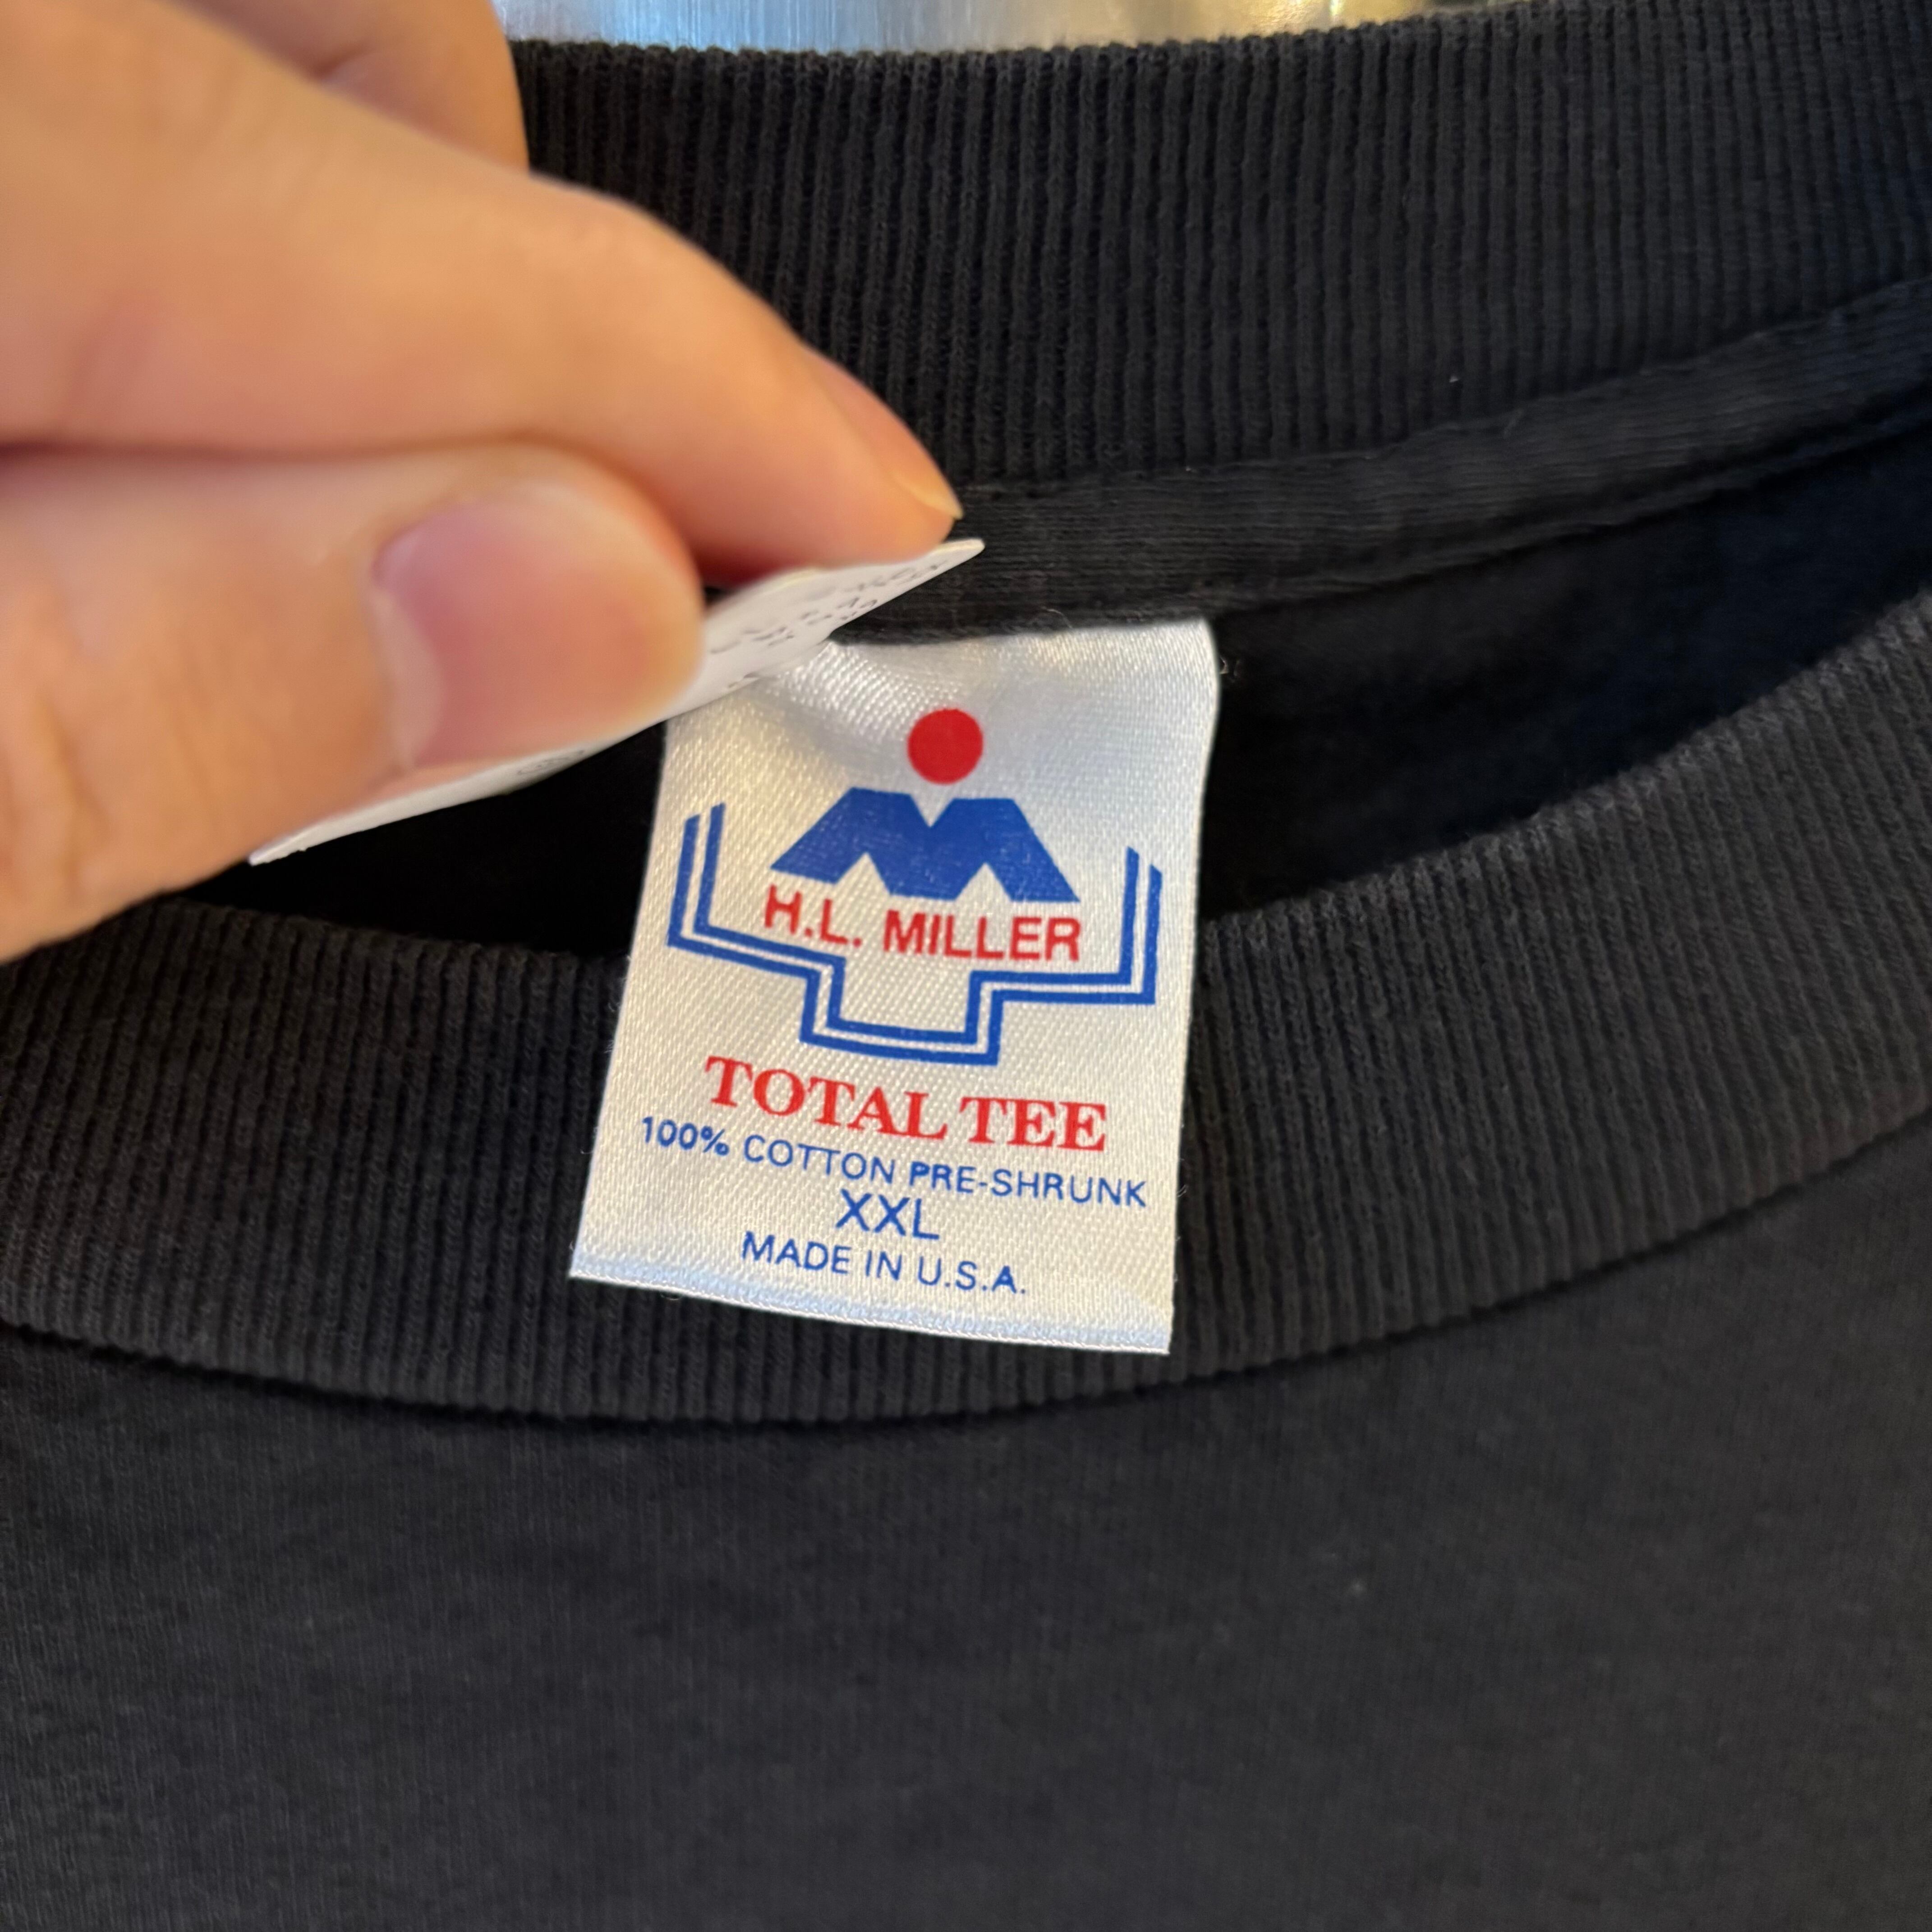 H.L. MILLER
TOTAL TEE
100% COTTON PRE-SHRUNK
XXL
MADE IN U.S.A.